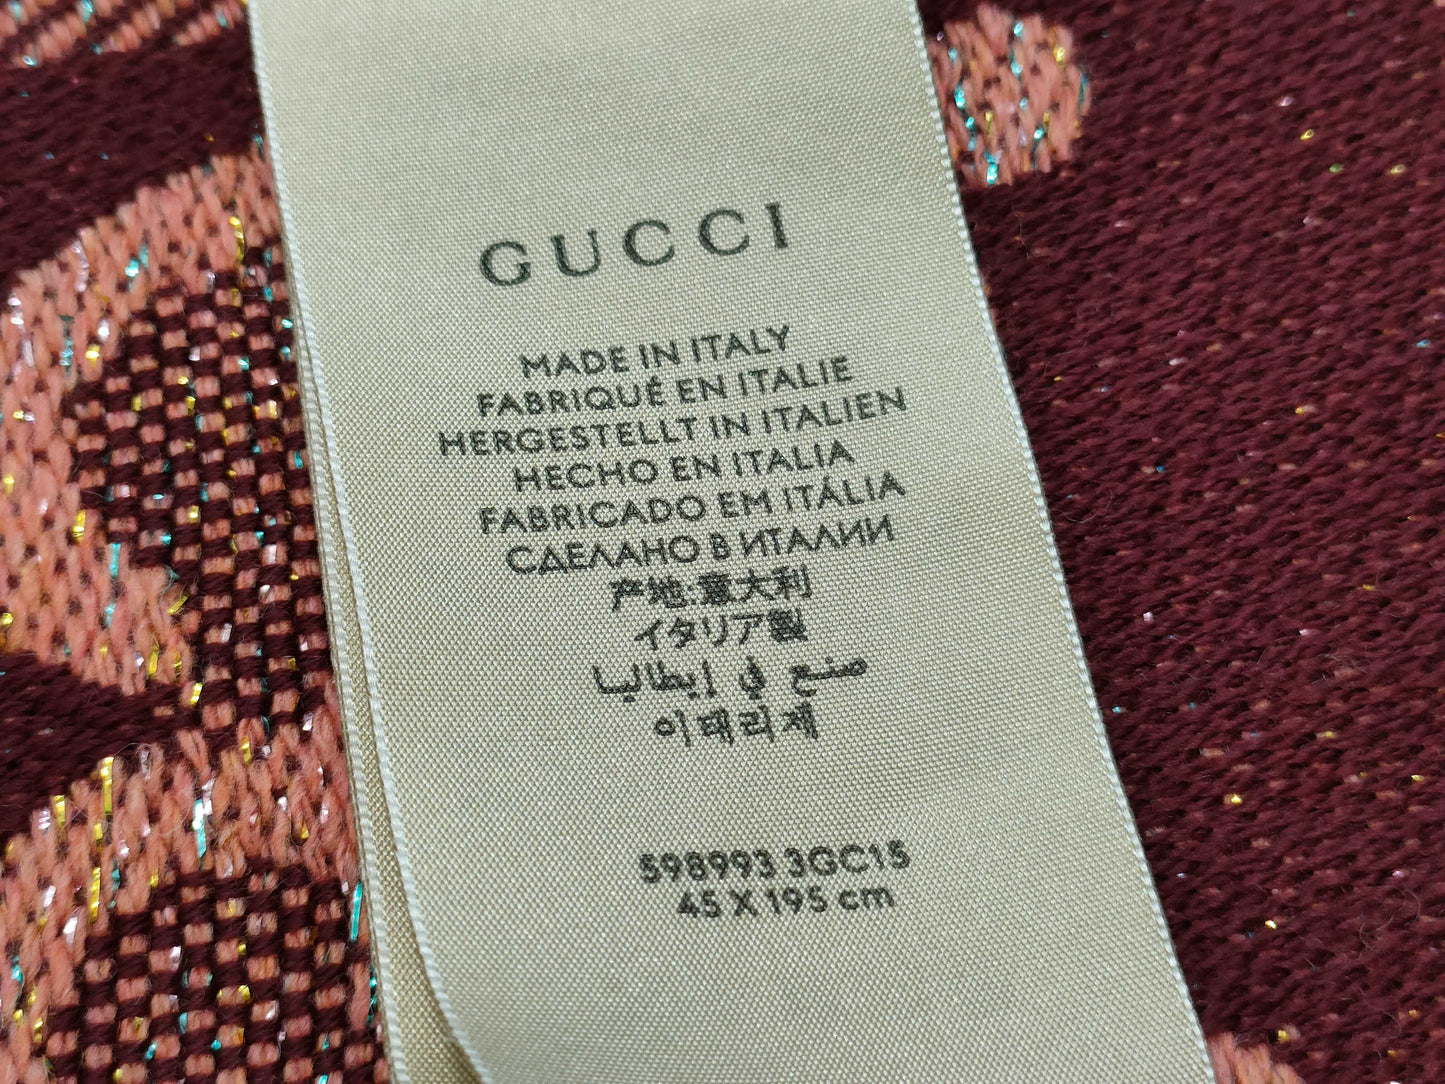 GUCCI
MADE IN ITALY
FABRIQUÉ EN ITALIE
HERGESTELLT IN ITALIEN
HECHO EN ITALIA
FABRICADO EM ITÁLIA
СДЕЛАНО В ИТАЛИИ
产地:意大利
イタリア製
صنع في إيطاليا
이태리제
598993 3GC15
45 X 195 cm